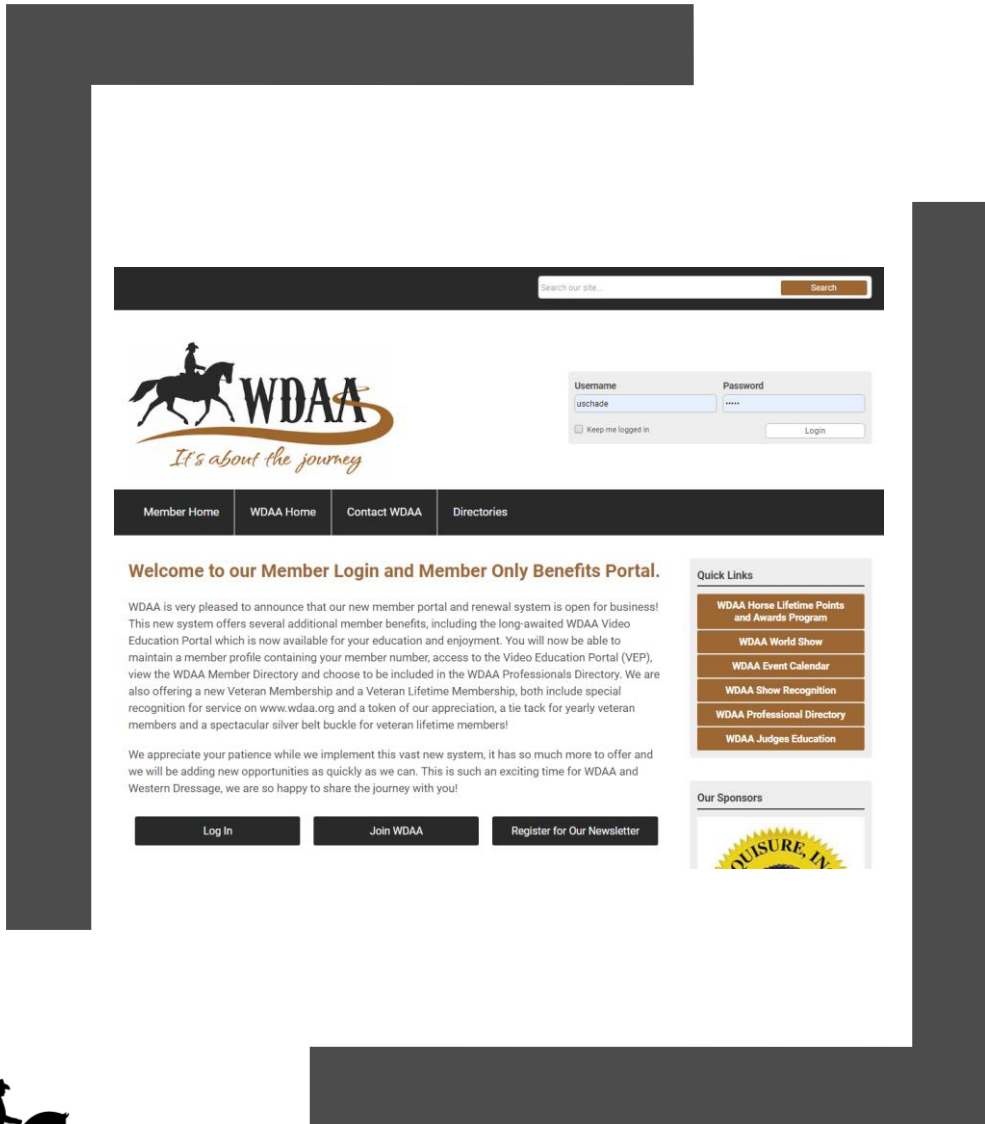 Search our site...
Search
WDAA
It's about the journey
Username
Password
uschade
•••••
Keep me logged in
Login
Member Home
WDAA Home
Contact WDAA
Directories
Welcome to our Member Login and Member Only Benefits Portal.
WDAA is very pleased to announce that our new member portal and renewal system is open for business!
This new system offers several additional member benefits, including the long-awaited WDAA Video
Education Portal which is now available for your education and enjoyment. You will now be able to
maintain a member profile containing your member number, access to the Video Education Portal (VEP),
view the WDAA Member Directory and choose to be included in the WDAA Professionals Directory. We are
also offering a new Veteran Membership and a Veteran Lifetime Membership, both include special
recognition for service on www.wdaa.org and a token of our appreciation, a tie tack for yearly veteran
members and a spectacular silver belt buckle for veteran lifetime members!
We appreciate your patience while we implement this vast new system, it has so much more to offer and
we will be adding new opportunities as quickly as we can. This is such an exciting time for WDAA and
Western Dressage, we are so happy to share the journey with you!
Log In
Join WDAA
Register for Our Newsletter
Quick Links
WDAA Horse Lifetime Points
and Awards Program
WDAA World Show
WDAA Event Calendar
WDAA Show Recognition
WDAA Professional Directory
WDAA Judges Education
Our Sponsors